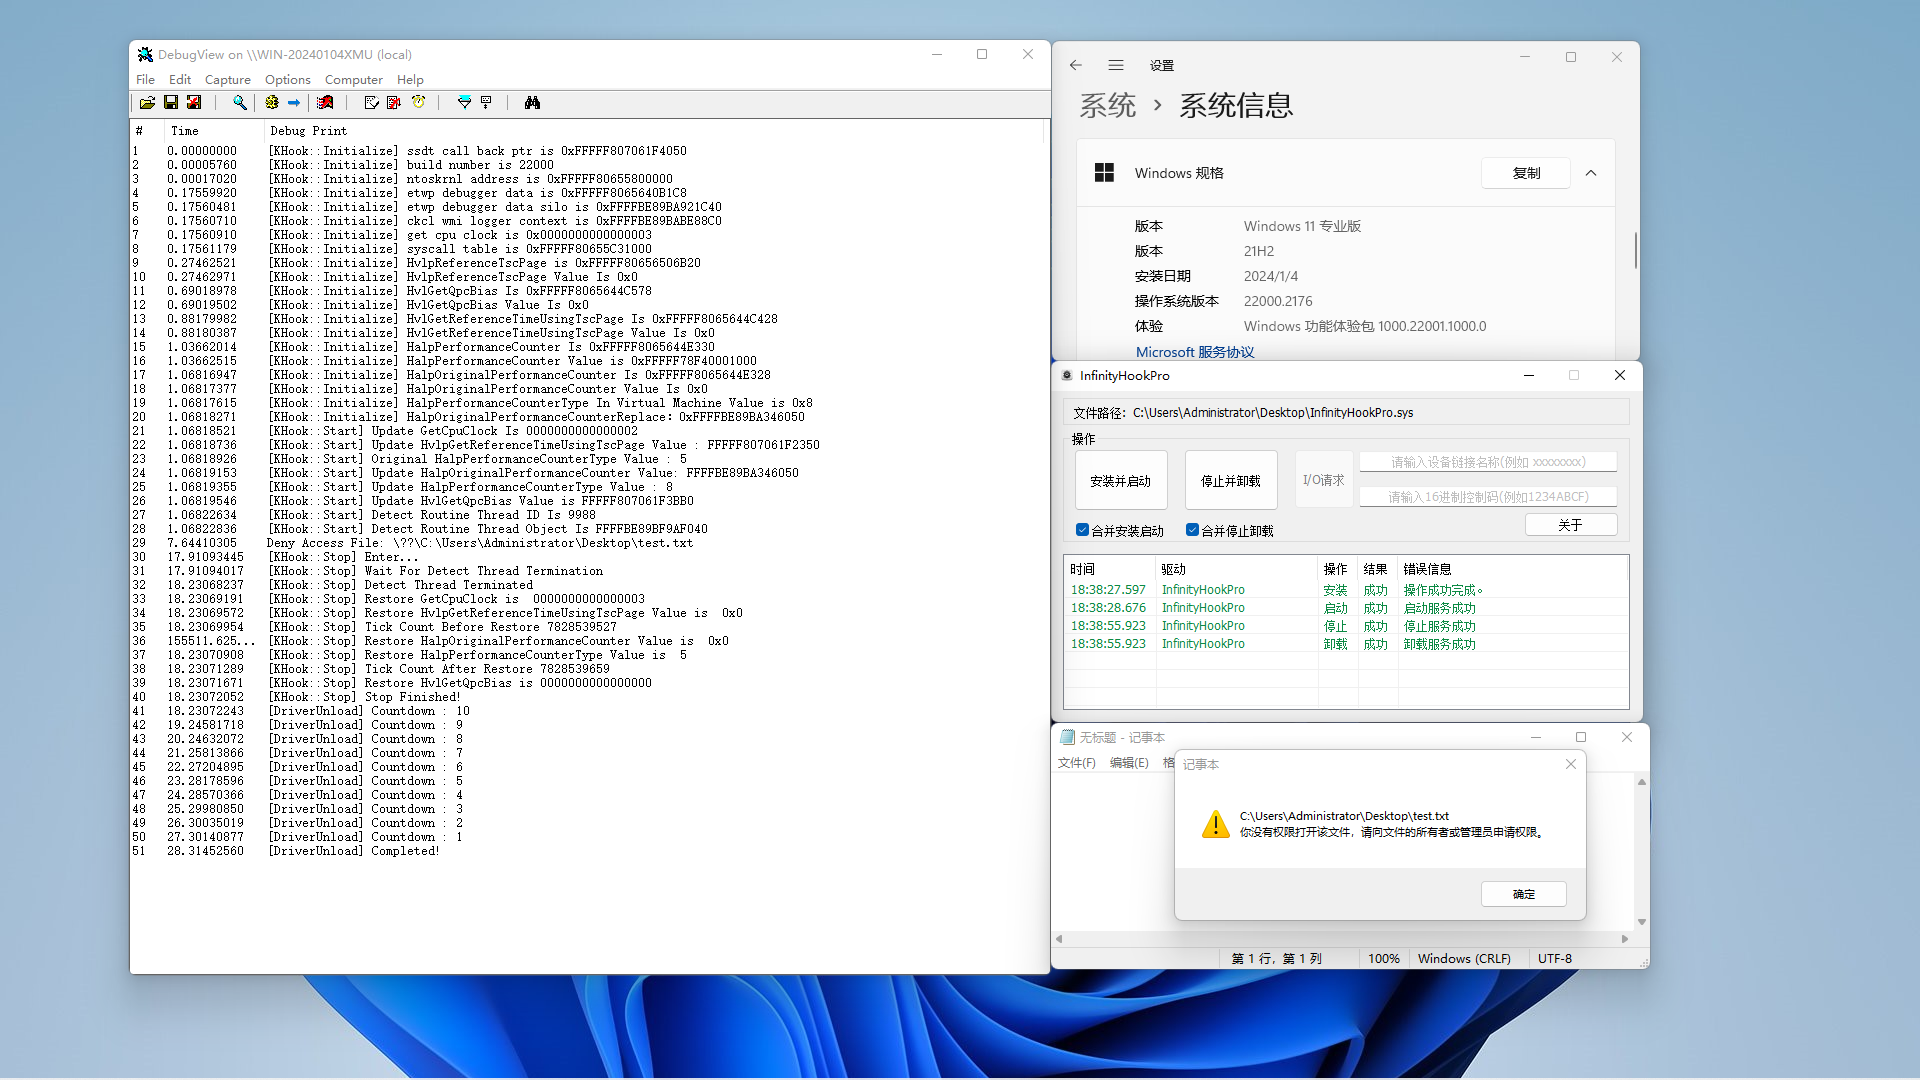 DebugView on \\WIN-20240104XMU (local)
File Edit Capture Options Computer Help
# Time Debug Print
1 0.00000000 [KHook::Initialize] ssdt call back ptr is 0xFFFFF807061F4050
2 0.00005760 [KHook::Initialize] build number is 22000
3 0.00017020 [KHook::Initialize] ntoskrnl address is 0xFFFFF80655800000
4 0.17559920 [KHook::Initialize] etwp debugger data is 0xFFFFF8065640B1C8
5 0.17560481 [KHook::Initialize] etwp debugger data silo is 0xFFFFBE89BA921C40
6 0.17560710 [KHook::Initialize] ckcl wmi logger context is 0xFFFFBE89BABE88C0
7 0.17560910 [KHook::Initialize] get cpu clock is 0x0000000000000003
8 0.17561179 [KHook::Initialize] syscall table is 0xFFFFF80655C31000
9 0.27462521 [KHook::Initialize] HvlpReferenceTscPage is 0xFFFFF80656506B20
10 0.27462971 [KHook::Initialize] HvlpReferenceTscPage Value Is 0x0
11 0.69018978 [KHook::Initialize] HvlGetQpcBias Is 0xFFFFF8065644C578
12 0.69019502 [KHook::Initialize] HvlGetQpcBias Value Is 0x0
13 0.88179982 [KHook::Initialize] HvlGetReferenceTimeUsingTscPage Is 0xFFFFF8065644C428
14 0.88180387 [KHook::Initialize] HvlGetReferenceTimeUsingTscPage Value Is 0x0
15 1.03662014 [KHook::Initialize] HalpPerformanceCounter Is 0xFFFFF8065644E330
16 1.03662515 [KHook::Initialize] HalpPerformanceCounter Value is 0xFFFFF78F40001000
17 1.06816947 [KHook::Initialize] HalpOriginalPerformanceCounter Is 0xFFFFF8065644E328
18 1.06817377 [KHook::Initialize] HalpOriginalPerformanceCounter Value Is 0x0
19 1.06817615 [KHook::Initialize] HalpPerformanceCounterType In Virtual Machine Value is 0x8
20 1.06818271 [KHook::Initialize] HalpOriginalPerformanceCounterReplace: 0xFFFFBE89BA346050
21 1.06818521 [KHook::Start] Update GetCpuClock Is 0000000000000002
22 1.06818736 [KHook::Start] Update HvlpGetReferenceTimeUsingTscPage Value : FFFFF807061F2350
23 1.06818926 [KHook::Start] Original HalpPerformanceCounterType Value : 5
24 1.06819153 [KHook::Start] Update HalpOriginalPerformanceCounter Value: FFFFBE89BA346050
25 1.06819355 [KHook::Start] Update HalpPerformanceCounterType Value : 8
26 1.06819546 [KHook::Start] Update HvlGetQpcBias Value is FFFFF807061F3BB0
27 1.06822634 [KHook::Start] Detect Routine Thread ID Is 9988
28 1.06822836 [KHook::Start] Detect Routine Thread Object Is FFFFBE89BF9AF040
29 7.64410305 Deny Access File: \??\C:\Users\Administrator\Desktop\test.txt
30 17.91093445 [KHook::Stop] Enter...
31 17.91094017 [KHook::Stop] Wait For Detect Thread Termination
32 18.23068237 [KHook::Stop] Detect Thread Terminated
33 18.23069191 [KHook::Stop] Restore GetCpuClock is 0000000000000003
34 18.23069572 [KHook::Stop] Restore HvlpGetReferenceTimeUsingTscPage Value is 0x0
35 18.23069954 [KHook::Stop] Tick Count Before Restore 7828539527
36 155511.625... [KHook::Stop] Restore HalpOriginalPerformanceCounter Value is 0x0
37 18.23070908 [KHook::Stop] Restore HalpPerformanceCounterType Value is 5
38 18.23071289 [KHook::Stop] Tick Count After Restore 7828539659
39 18.23071671 [KHook::Stop] Restore HvlGetQpcBias is 0000000000000000
40 18.23072052 [KHook::Stop] Stop Finished!
41 18.23072243 [DriverUnload] Countdown : 10
42 19.24581718 [DriverUnload] Countdown : 9
43 20.24632072 [DriverUnload] Countdown : 8
44 21.25813866 [DriverUnload] Countdown : 7
45 22.27204895 [DriverUnload] Countdown : 6
46 23.28178596 [DriverUnload] Countdown : 5
47 24.28570366 [DriverUnload] Countdown : 4
48 25.29980850 [DriverUnload] Countdown : 3
49 26.30035019 [DriverUnload] Countdown : 2
50 27.30140877 [DriverUnload] Countdown : 1
51 28.31452560 [DriverUnload] Completed!
设置
系统 › 系统信息
Windows 规格 复制
版本 Windows 11 专业版
版本 21H2
安装日期 2024/1/4
操作系统版本 22000.2176
体验 Windows 功能体验包 1000.22001.1000.0
Microsoft 服务协议
InfinityHookPro
文件路径: C:\Users\Administrator\Desktop\InfinityHookPro.sys
操作
安装并启动 停止并卸载 I/O请求
请输入设备链接名称(例如 xxxxxxxx)
请输入16进制控制码(例如1234ABCF)
合并安装启动 合并停止卸载 关于
时间 驱动 操作 结果 错误信息
18:38:27.597 InfinityHookPro 安装 成功 操作成功完成。
18:38:28.676 InfinityHookPro 启动 成功 启动服务成功
18:38:55.923 InfinityHookPro 停止 成功 停止服务成功
18:38:55.923 InfinityHookPro 卸载 成功 卸载服务成功
无标题 - 记事本
文件(F) 编辑(E) 格
记事本
C:\Users\Administrator\Desktop\test.txt
你没有权限打开该文件，请向文件的所有者或管理员申请权限。
确定
第 1 行，第 1 列 100% Windows (CRLF) UTF-8